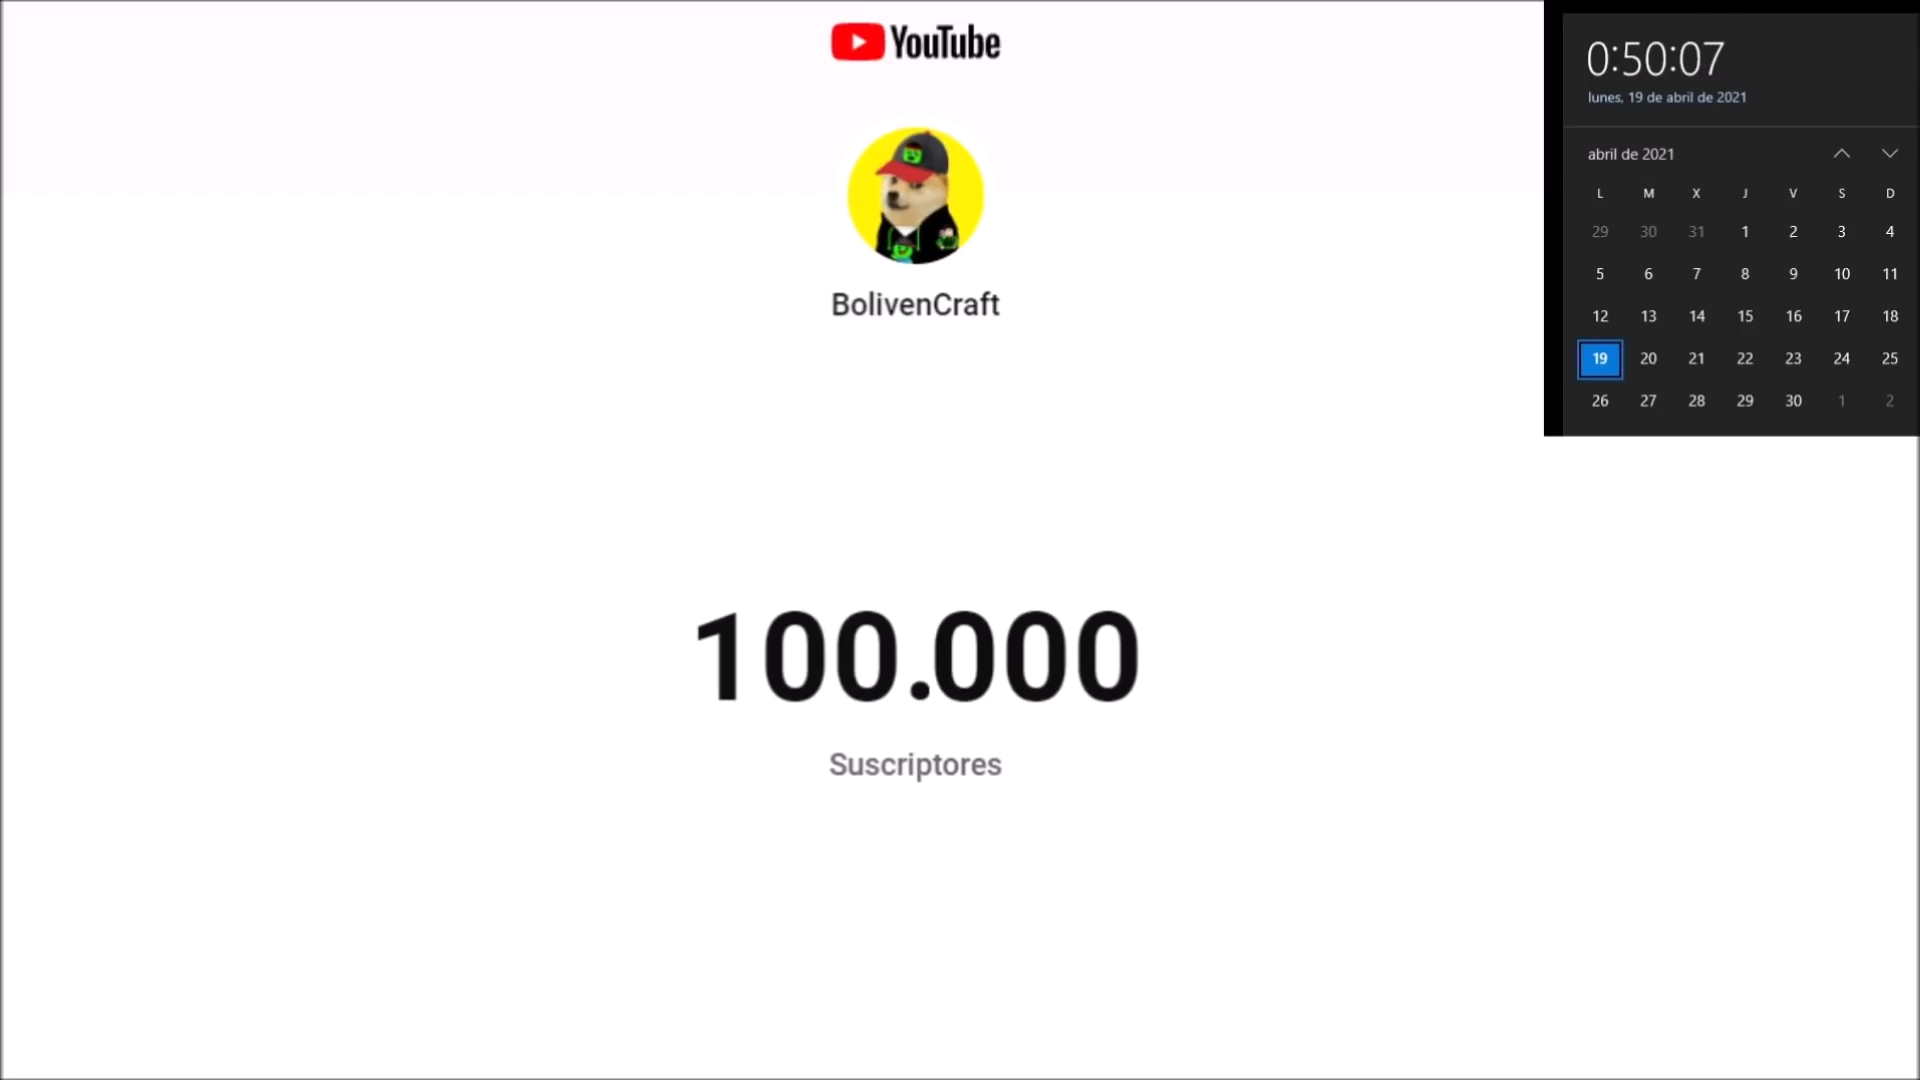 YouTube
BolivenCraft
100.000
Suscriptores
0:50:07
lunes, 19 de abril de 2021
abril de 2021
L M X J V S D
29 30 31 1 2 3 4
5 6 7 8 9 10 11
12 13 14 15 16 17 18
19 20 21 22 23 24 25
26 27 28 29 30 1 2